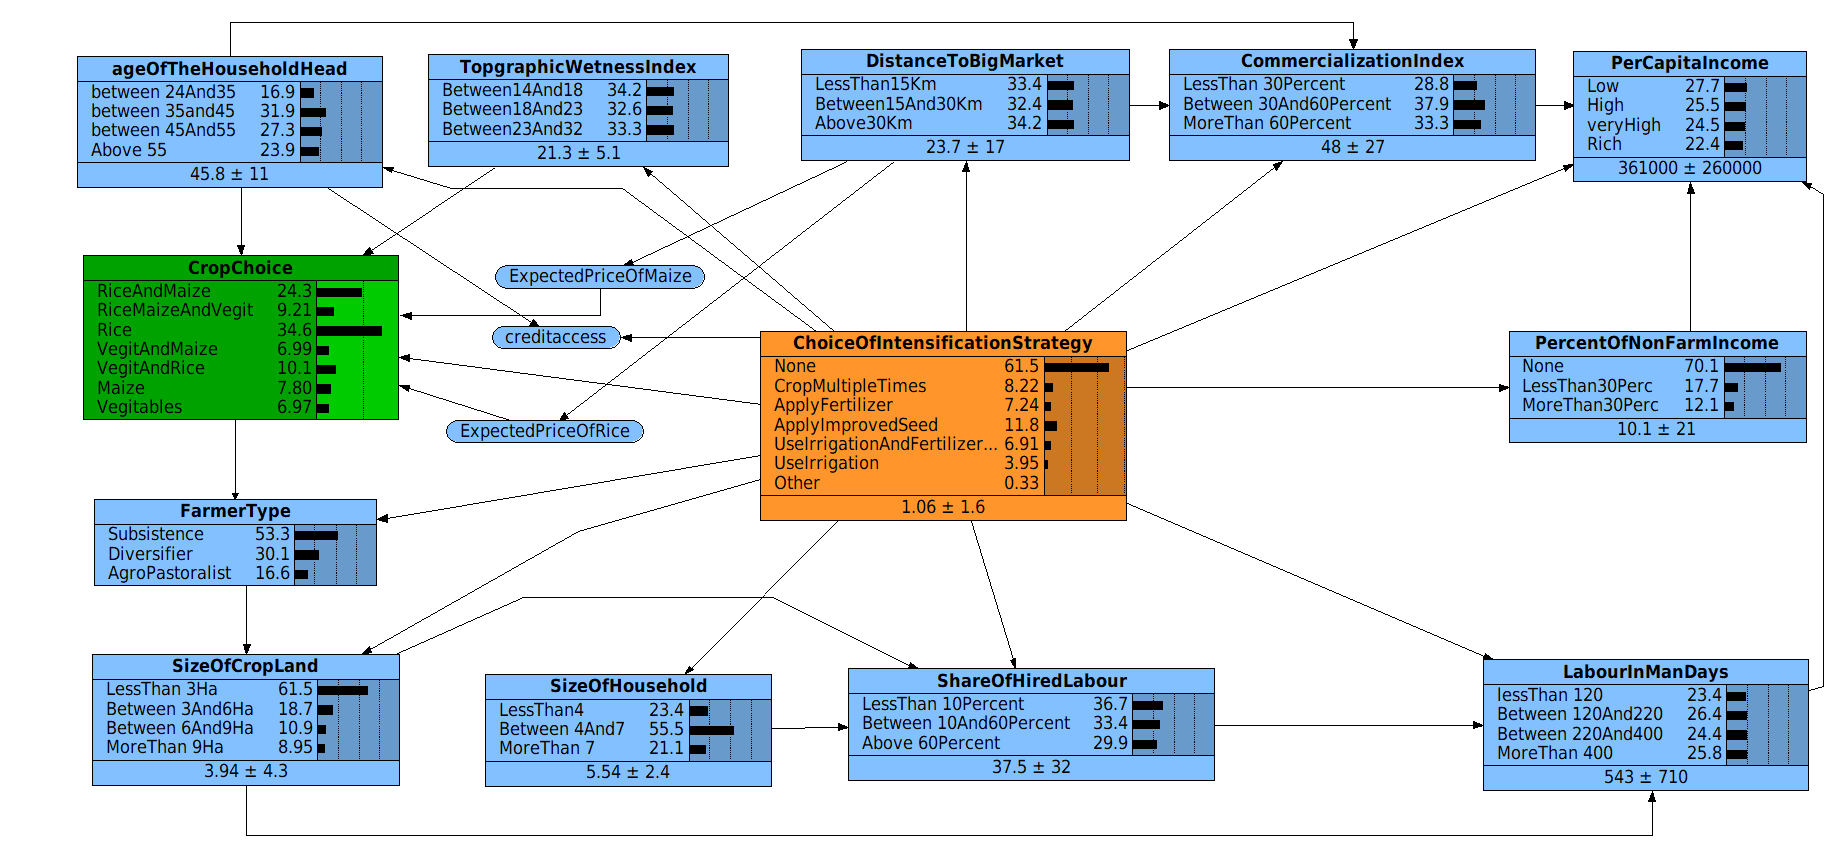 ageOfTheHouseholdHead
between 24And35 16.9
between 35and45 31.9
between 45And55 27.3
Above 55 23.9
45.8 ± 11
TopgraphicWetnessIndex
Between14And18 34.2
Between18And23 32.6
Between23And32 33.3
21.3 ± 5.1
DistanceToBigMarket
LessThan15Km 33.4
Between15And30Km 32.4
Above30Km 34.2
23.7 ± 17
CommercializationIndex
LessThan 30Percent 28.8
Between 30And60Percent 37.9
MoreThan 60Percent 33.3
48 ± 27
PerCapitaIncome
Low 27.7
High 25.5
veryHigh 24.5
Rich 22.4
361000 ± 260000
CropChoice
RiceAndMaize 24.3
RiceMaizeAndVegit 9.21
Rice 34.6
VegitAndMaize 6.99
VegitAndRice 10.1
Maize 7.80
Vegitables 6.97
ExpectedPriceOfMaize
creditaccess
ExpectedPriceOfRice
ChoiceOfIntensificationStrategy
None 61.5
CropMultipleTimes 8.22
ApplyFertilizer 7.24
ApplyImprovedSeed 11.8
UseIrrigationAndFertilizer... 6.91
UseIrrigation 3.95
Other 0.33
1.06 ± 1.6
PercentOfNonFarmIncome
None 70.1
LessThan30Perc 17.7
MoreThan30Perc 12.1
10.1 ± 21
FarmerType
Subsistence 53.3
Diversifier 30.1
AgroPastoralist 16.6
SizeOfCropLand
LessThan 3Ha 61.5
Between 3And6Ha 18.7
Between 6And9Ha 10.9
MoreThan 9Ha 8.95
3.94 ± 4.3
SizeOfHousehold
LessThan4 23.4
Between 4And7 55.5
MoreThan 7 21.1
5.54 ± 2.4
ShareOfHiredLabour
LessThan 10Percent 36.7
Between 10And60Percent 33.4
Above 60Percent 29.9
37.5 ± 32
LabourInManDays
lessThan 120 23.4
Between 120And220 26.4
Between 220And400 24.4
MoreThan 400 25.8
543 ± 710